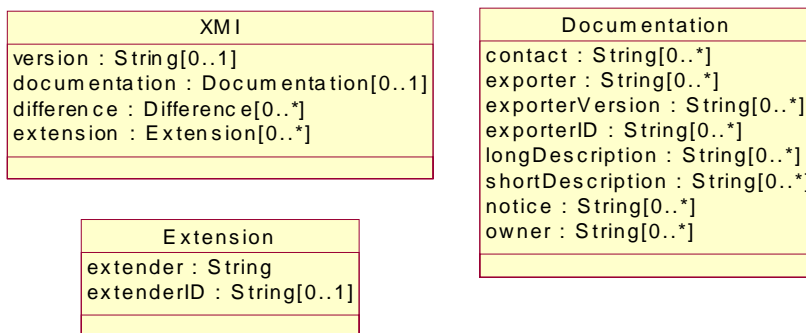 XMI
version : String[0..1]
documentation : Documentation[0..1]
difference : Difference[0..*]
extension : Extension[0..*]
Documentation
contact : String[0..*]
exporter : String[0..*]
exporterVersion : String[0..*]
exporterID : String[0..*]
longDescription : String[0..*]
shortDescription : String[0..*]
notice : String[0..*]
owner : String[0..*]
Extension
extender : String
extenderID : String[0..1]